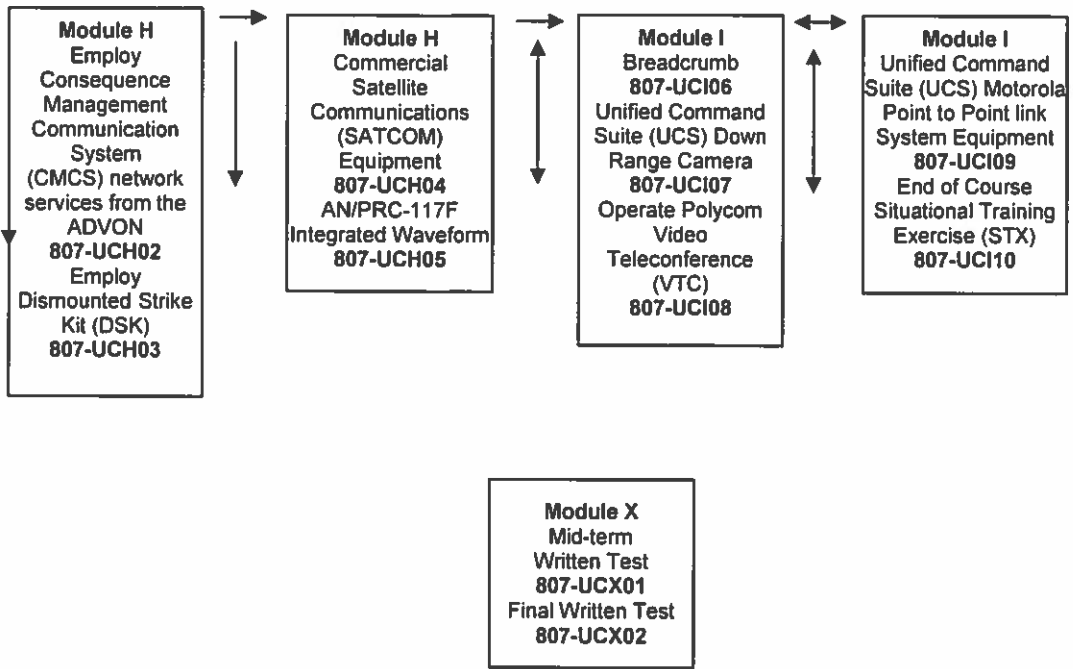 Module H
Employ
Consequence
Management
Communication
System
(CMCS) network
services from the
ADVON
807-UCH02
Employ
Dismounted Strike
Kit (DSK)
807-UCH03
Module H
Commercial
Satellite
Communications
(SATCOM)
Equipment
807-UCH04
AN/PRC-117F
Integrated Waveform
807-UCH05
Module I
Breadcrumb
807-UCI06
Unified Command
Suite (UCS) Down
Range Camera
807-UCI07
Operate Polycom
Video
Teleconference
(VTC)
807-UCI08
Module I
Unified Command
Suite (UCS) Motorola
Point to Point link
System Equipment
807-UCI09
End of Course
Situational Training
Exercise (STX)
807-UCI10
Module X
Mid-term
Written Test
807-UCX01
Final Written Test
807-UCX02